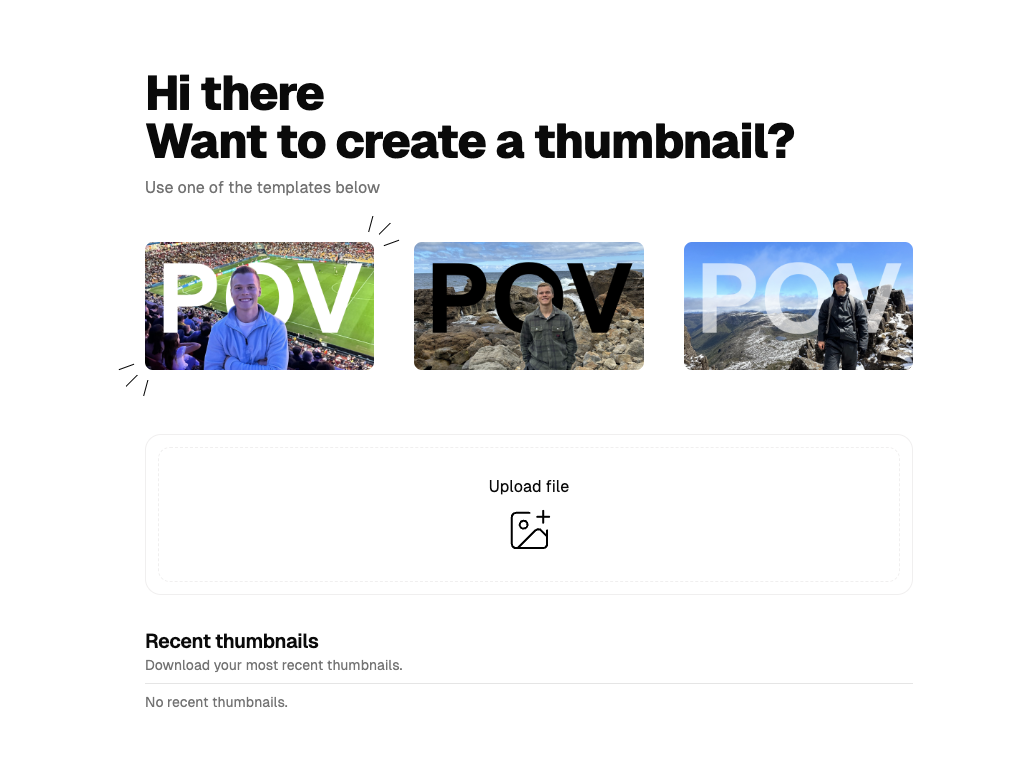 Hi there
Want to create a thumbnail?
Use one of the templates below
POV
POV
POV
Upload file
Recent thumbnails
Download your most recent thumbnails.
No recent thumbnails.